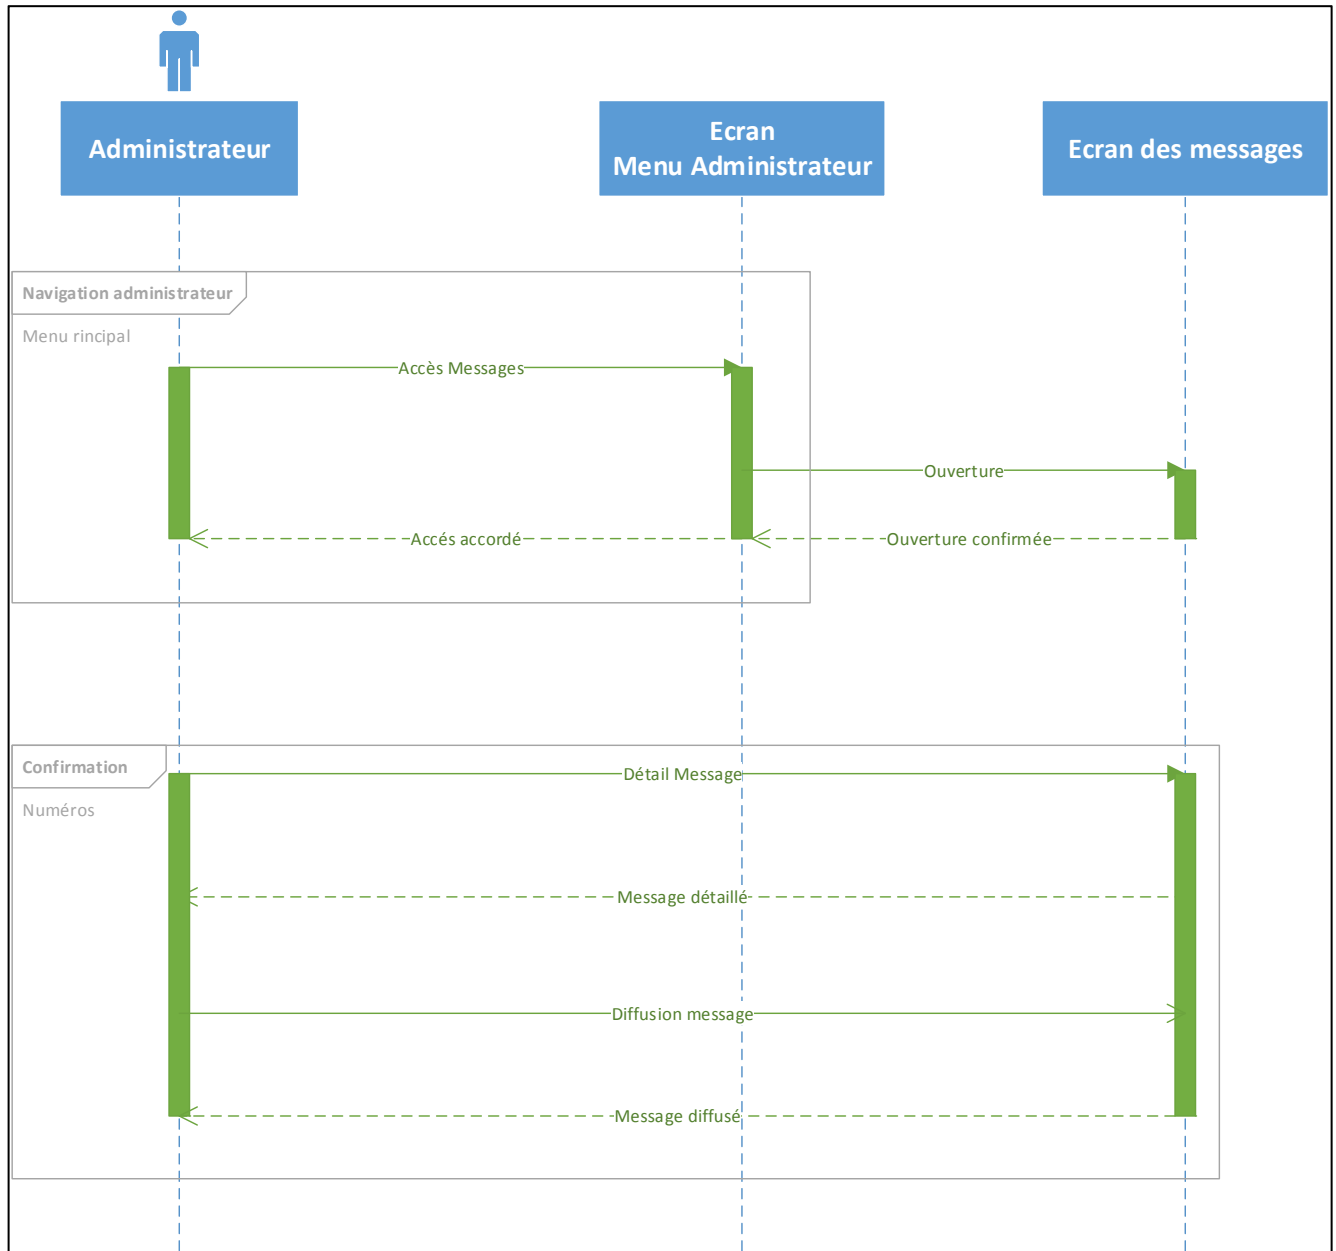 Administrateur
Ecran
Menu Administrateur
Ecran des messages
Navigation administrateur
Menu rincipal
Accès Messages
Ouverture
Accés accordé
Ouverture confirmée
Confirmation
Détail Message
Numéros
Message détaillé
Diffusion message
Message diffusé